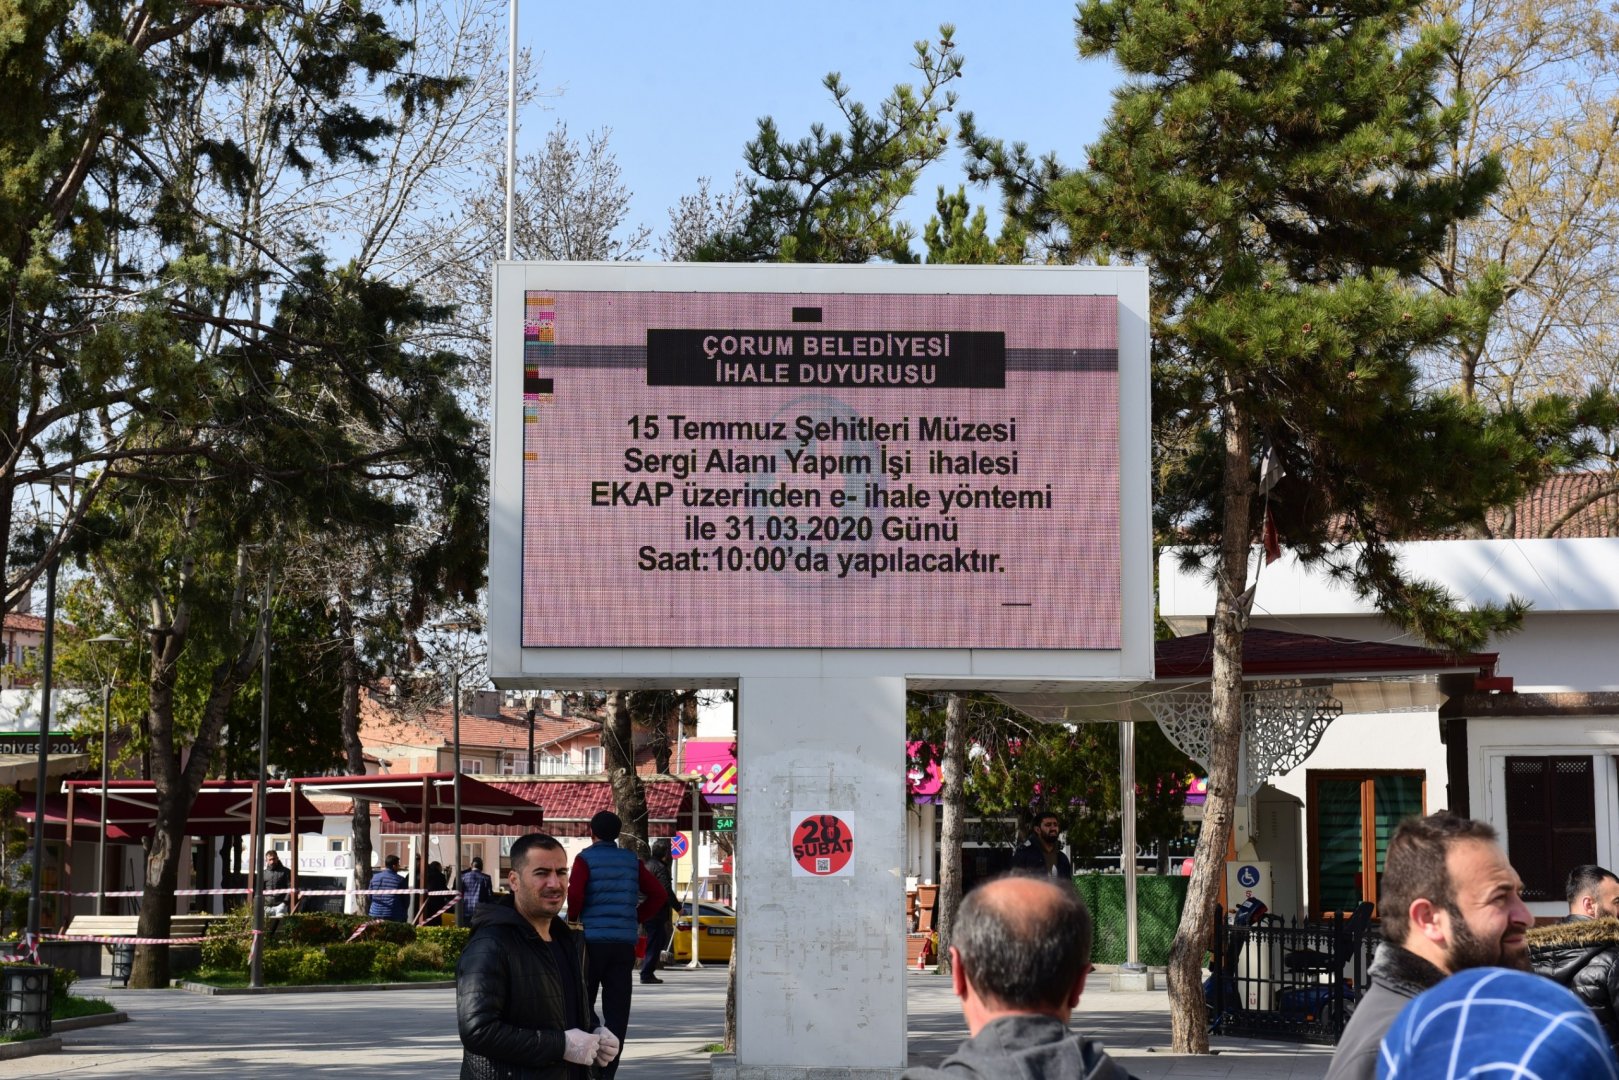 ÇORUM BELEDİYESİ
İHALE DUYURUSU
15 Temmuz Şehitleri Müzesi
Sergi Alanı Yapım İşi ihalesi
EKAP üzerinden e- ihale yöntemi
ile 31.03.2020 Günü
Saat:10:00'da yapılacaktır.
28
ŞUBAT